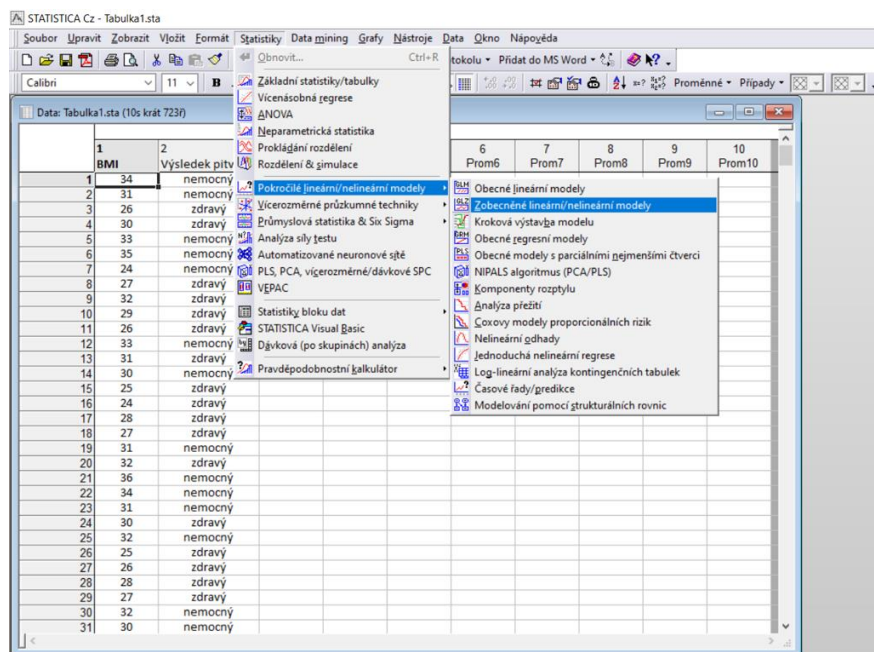 STATISTICA Cz - Tabulka1.sta
Soubor Upravit Zobrazit Vložit Formát Statistiky Data mining Grafy Nástroje Data Okno Nápověda
tokolu Přidat do MS Word
Calibri 11 B Proměnné Případy
Obnovit... Ctrl+R
Základní statistiky/tabulky
Vícenásobná regrese
ANOVA
Neparametrická statistika
Prokládání rozdělení
Rozdělení & simulace
Pokročilé lineární/nelineární modely
Vícerozměrné průzkumné techniky
Průmyslová statistika & Six Sigma
Analýza síly testu
Automatizované neuronové sítě
PLS, PCA, vícerozměrné/dávkové SPC
VEPAC
Statistiky bloku dat
STATISTICA Visual Basic
Dávková (po skupinách) analýza
Pravděpodobnostní kalkulátor
Obecné lineární modely
Zobecněné lineární/nelineární modely
Kroková výstavba modelu
Obecné regresní modely
Obecné modely s parciálními nejmenšími čtverci
NIPALS algoritmus (PCA/PLS)
Komponenty rozptylu
Analýza přežití
Coxovy modely proporcionálních rizik
Nelineární odhady
Jednoduchá nelineární regrese
Log-lineární analýza kontingenčních tabulek
Časové řady/predikce
Modelování pomocí strukturálních rovnic
Data: Tabulka1.sta (10s krát 723ř)
1 2 6 7 8 9 10
BMI Výsledek pitv Prom6 Prom7 Prom8 Prom9 Prom10
1 34 nemocný
2 31 nemocný
3 26 zdravý
4 30 zdravý
5 33 nemocný
6 35 nemocný
7 24 nemocný
8 27 zdravý
9 32 zdravý
10 29 zdravý
11 26 zdravý
12 33 nemocný
13 31 zdravý
14 30 nemocný
15 25 zdravý
16 24 zdravý
17 28 zdravý
18 27 zdravý
19 31 nemocný
20 32 zdravý
21 36 nemocný
22 34 nemocný
23 31 nemocný
24 30 zdravý
25 32 nemocný
26 25 zdravý
27 26 zdravý
28 28 zdravý
29 27 zdravý
30 32 nemocný
31 30 nemocný